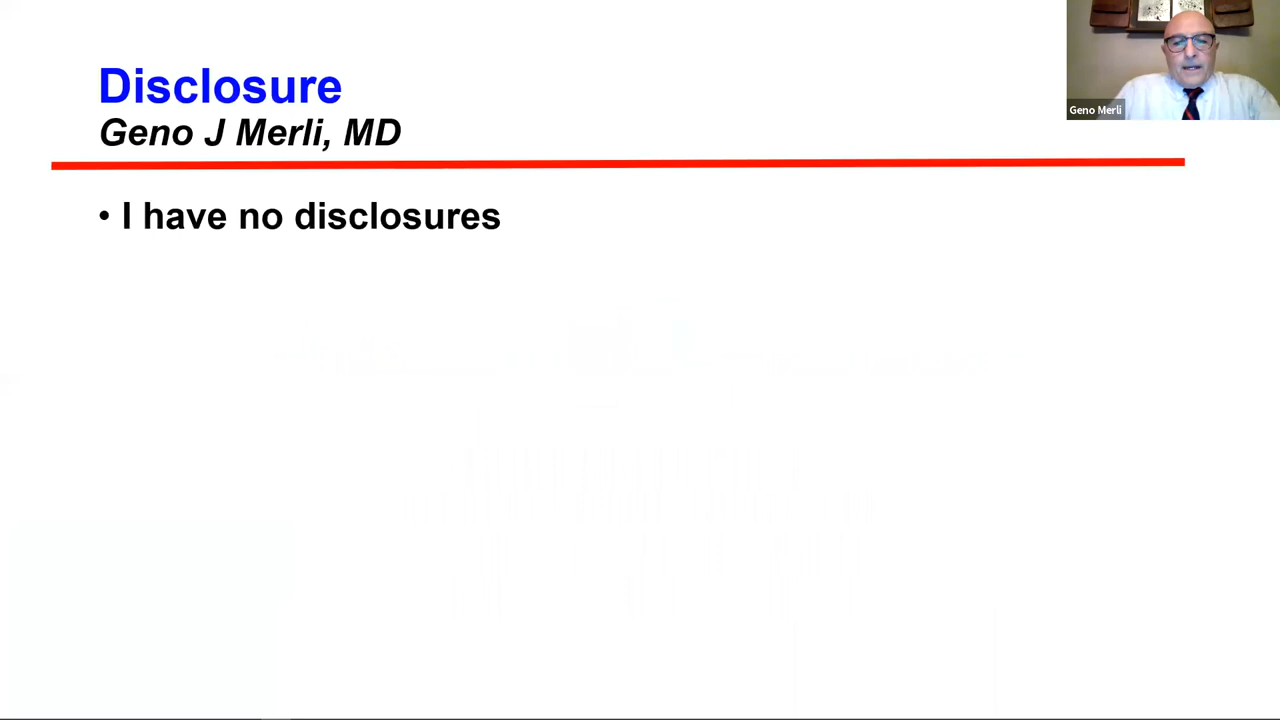 Disclosure
Geno J Merli, MD
• I have no disclosures
Geno Merli